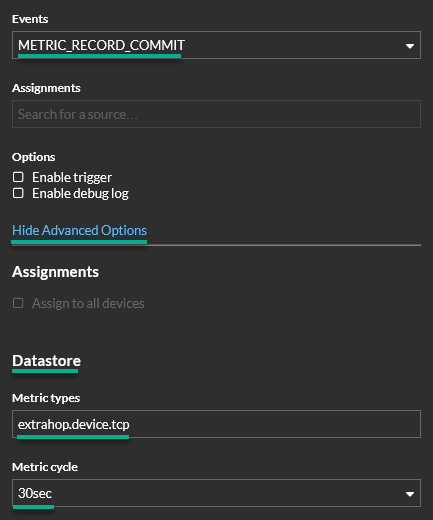 Events
METRIC_RECORD_COMMIT
Assignments
Search for a source...
Options
Enable trigger
Enable debug log
Hide Advanced Options
Assignments
Assign to all devices
Datastore
Metric types
extrahop.device.tcp
Metric cycle
30sec